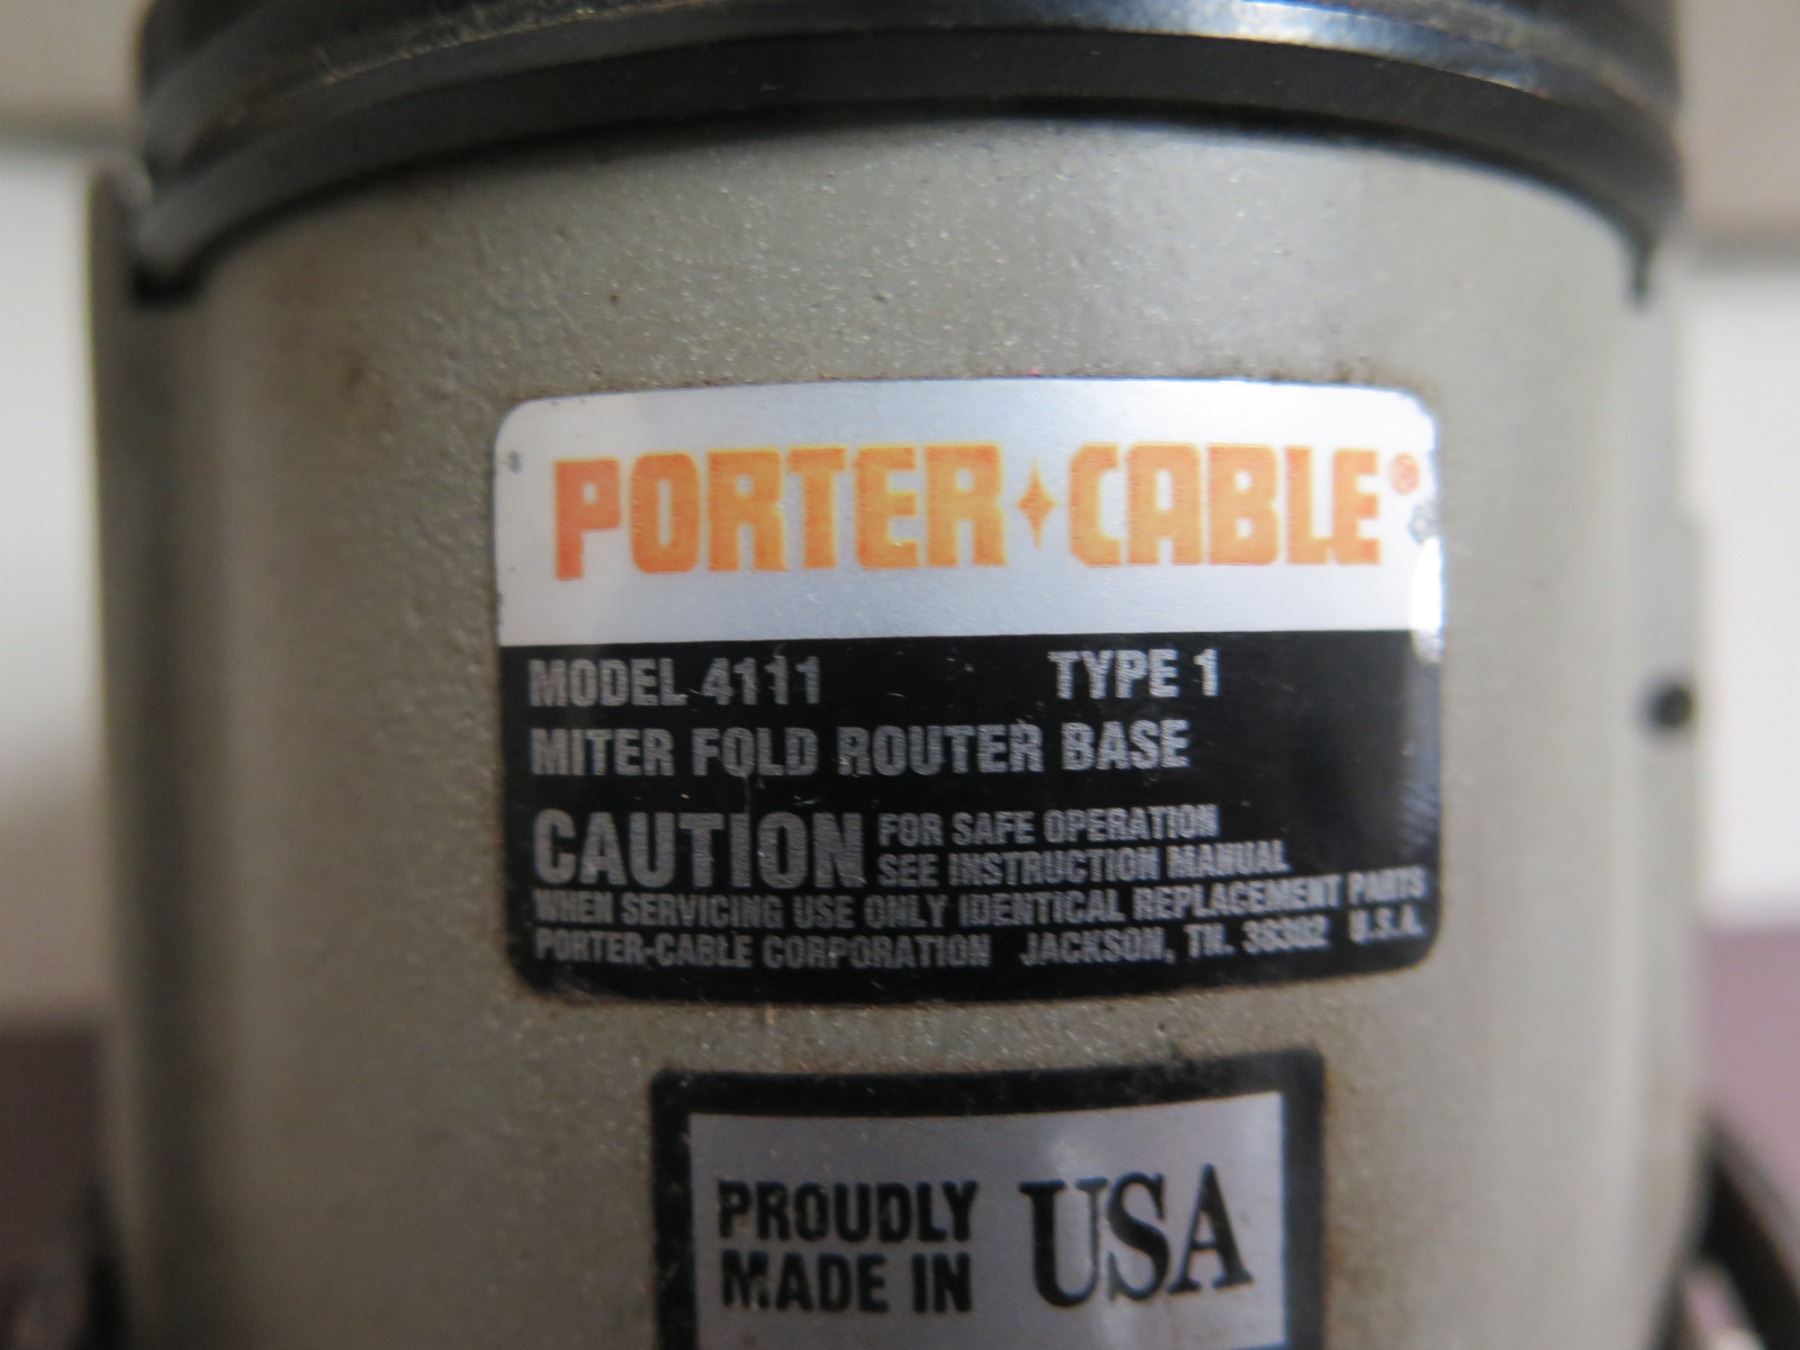 PORTER✦CABLE®
MODEL 4111 TYPE 1
MITER FOLD ROUTER BASE
CAUTION FOR SAFE OPERATION
SEE INSTRUCTION MANUAL
WHEN SERVICING USE ONLY IDENTICAL REPLACEMENT PARTS
PORTER-CABLE CORPORATION JACKSON, TN. 38302 U.S.A.
PROUDLY
MADE IN USA